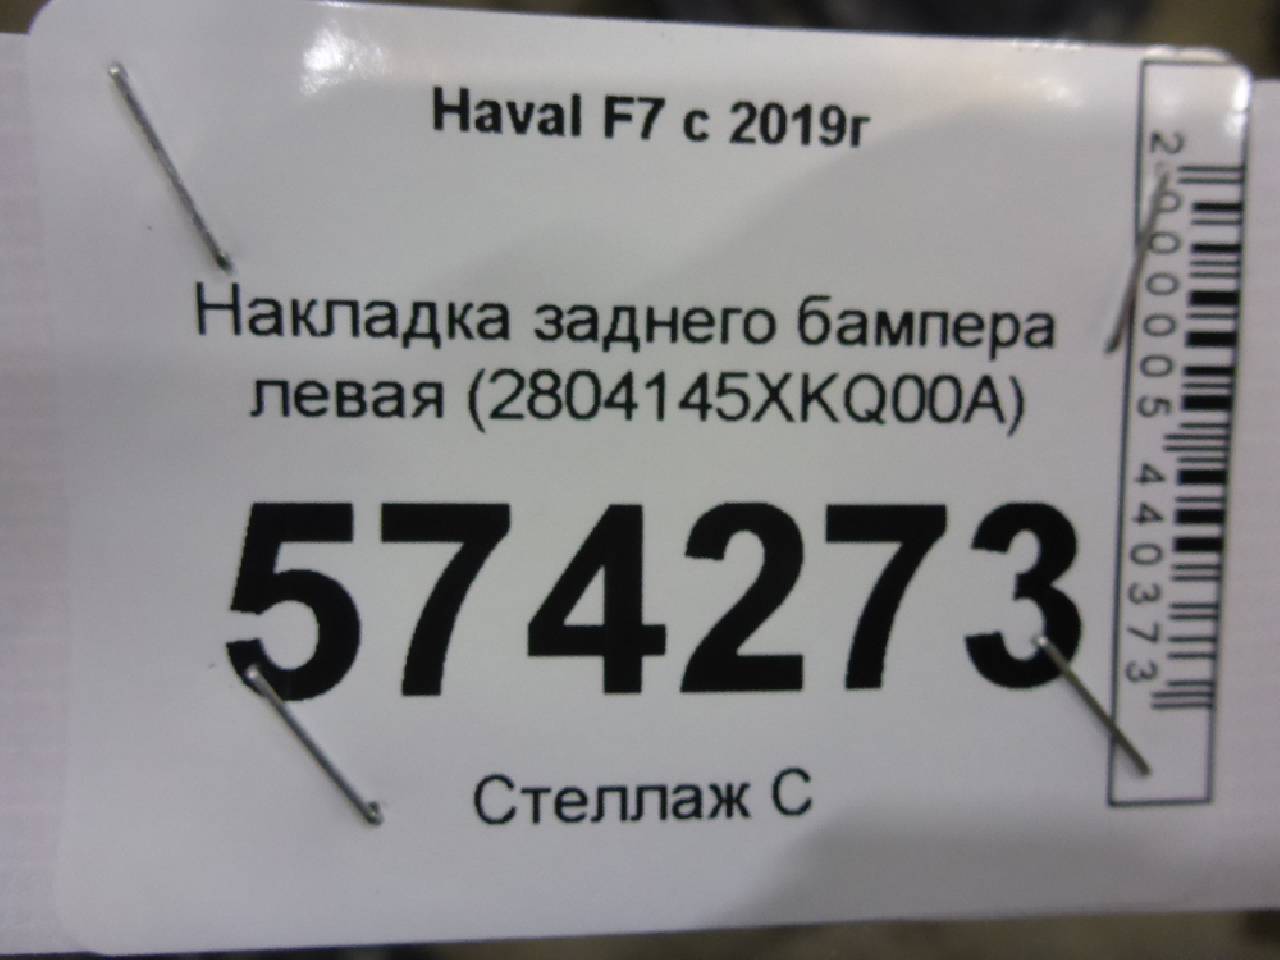 Haval F7 с 2019г
Накладка заднего бампера
левая (2804145XKQ00A)
574273
Стеллаж С
2000005440373